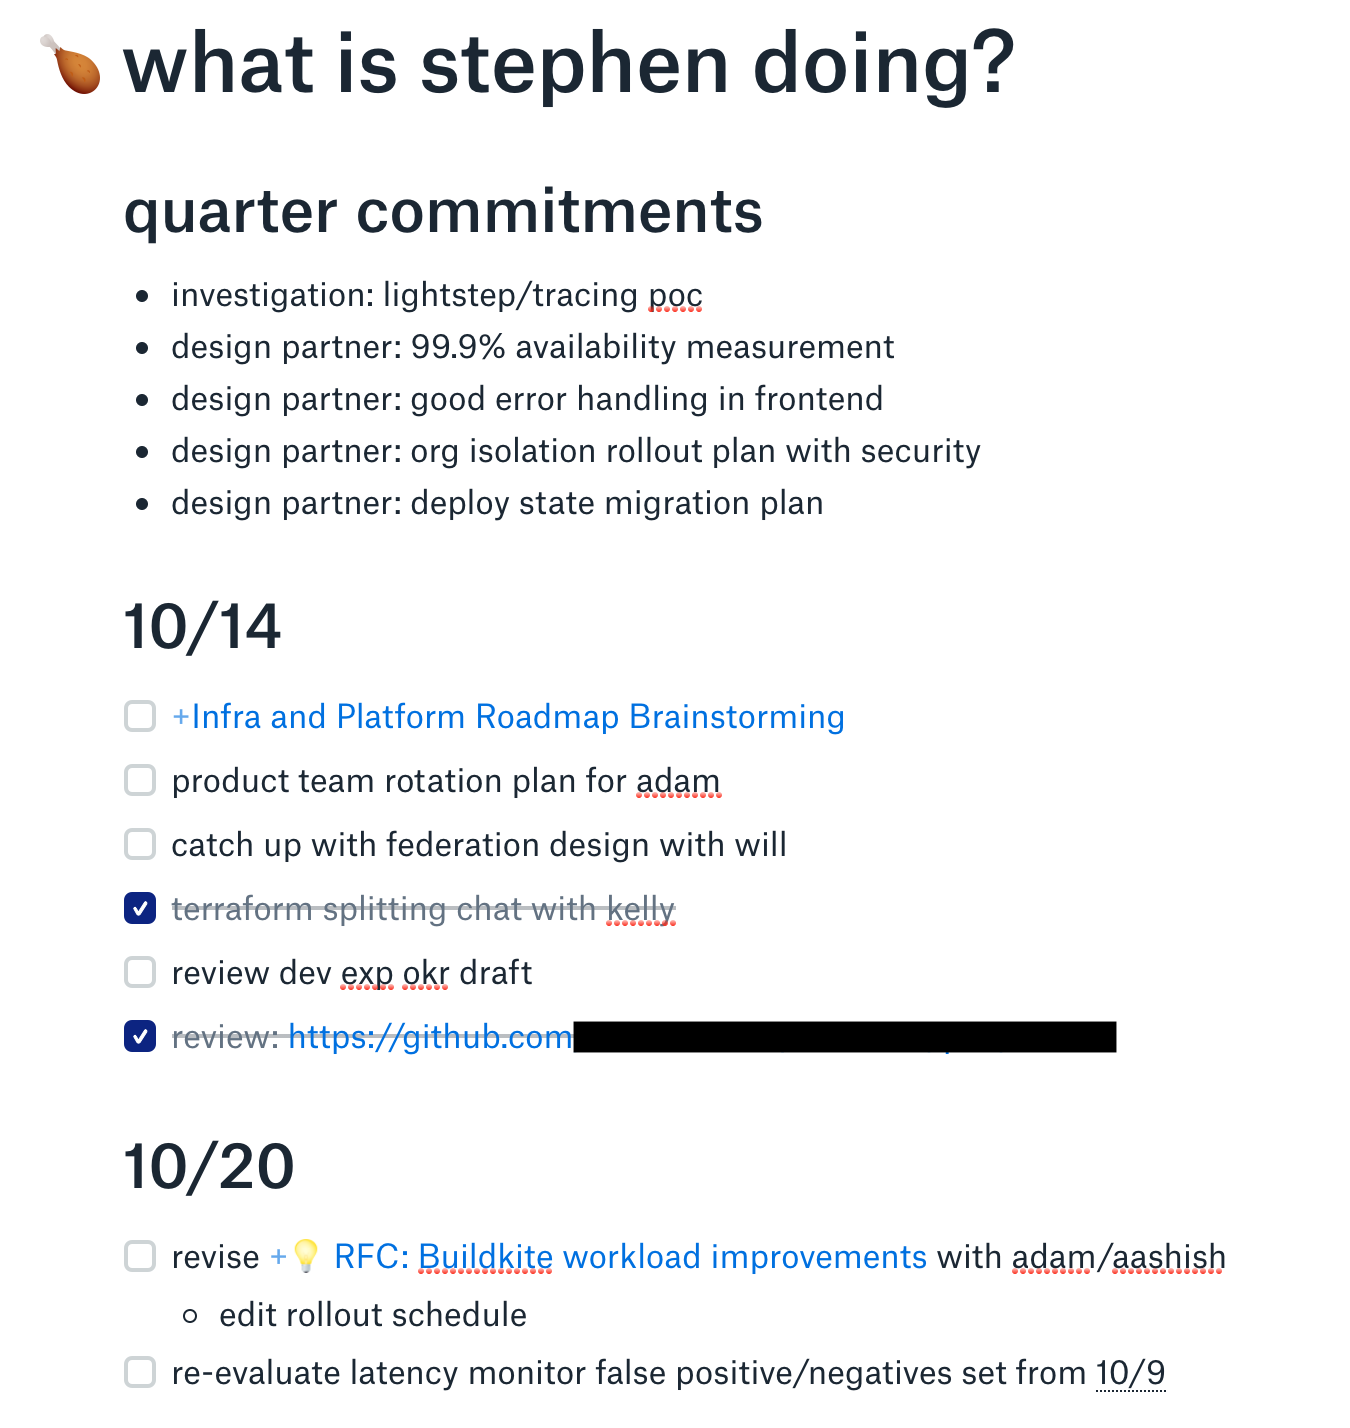 what is stephen doing?
quarter commitments
investigation: lightstep/tracing poc
design partner: 99.9% availability measurement
design partner: good error handling in frontend
design partner: org isolation rollout plan with security
design partner: deploy state migration plan
10/14
+Infra and Platform Roadmap Brainstorming
product team rotation plan for adam
catch up with federation design with will
terraform splitting chat with kelly
review dev exp okr draft
review: https://github.com
10/20
revise +💡 RFC: Buildkite workload improvements with adam/aashish
edit rollout schedule
re-evaluate latency monitor false positive/negatives set from 10/9